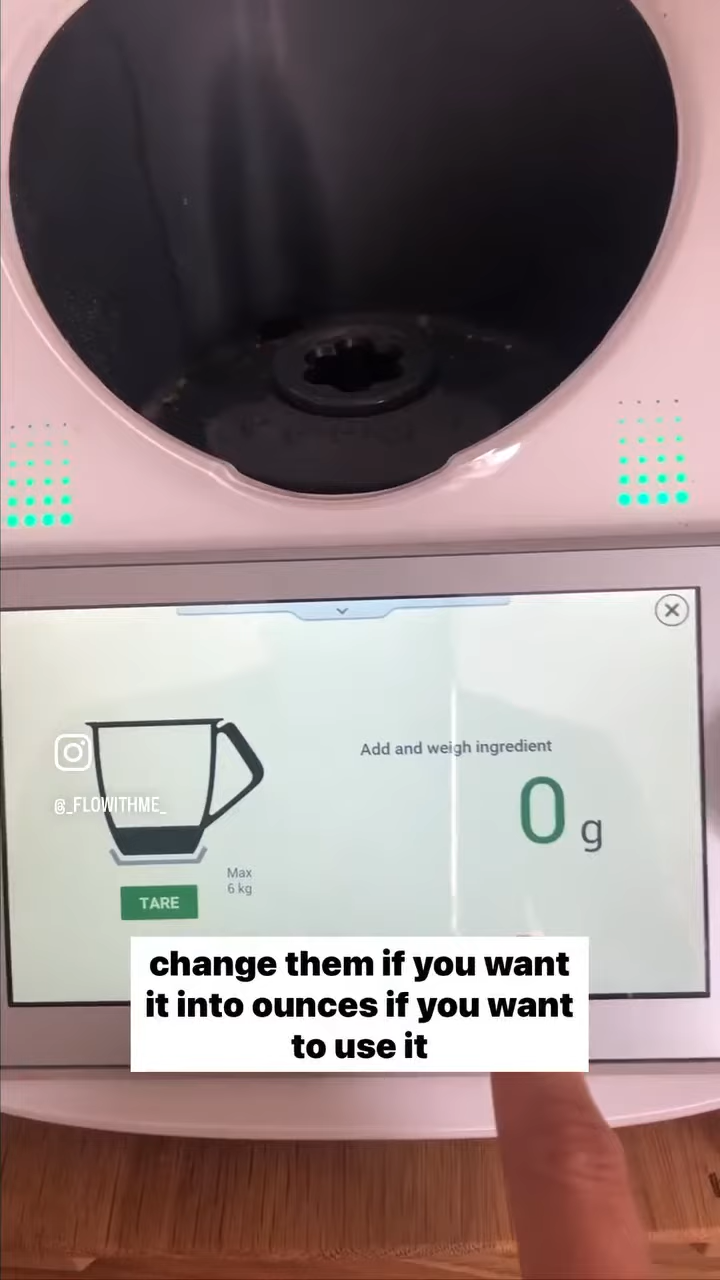 Add and weigh ingredient
0 g
@_FLOWITHME_
Max
6 kg
TARE
change them if you want
it into ounces if you want
to use it